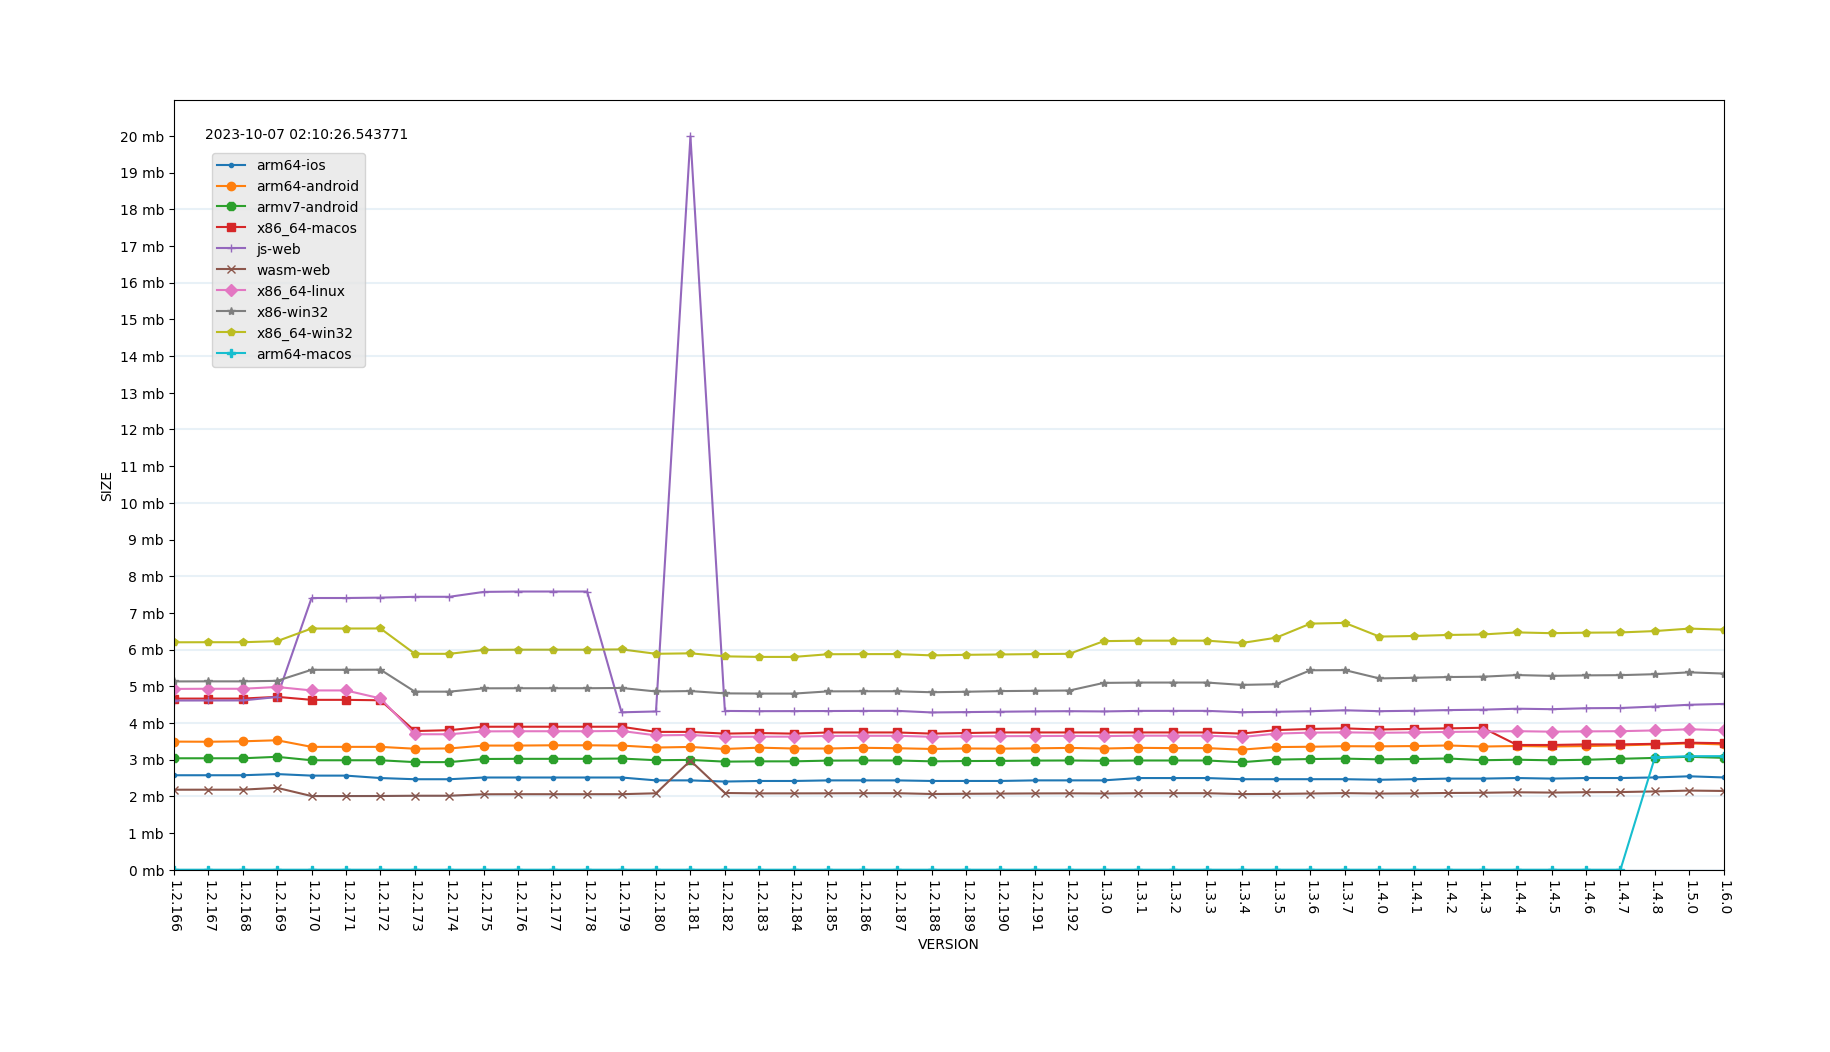 2023-10-07 02:10:26.543771
arm64-ios
arm64-android
armv7-android
x86_64-macos
js-web
wasm-web
x86_64-linux
x86-win32
x86_64-win32
arm64-macos
20 mb
19 mb
18 mb
17 mb
16 mb
15 mb
14 mb
13 mb
12 mb
11 mb
10 mb
9 mb
8 mb
7 mb
6 mb
5 mb
4 mb
3 mb
2 mb
1 mb
0 mb
SIZE
1.2.166
1.2.167
1.2.168
1.2.169
1.2.170
1.2.171
1.2.172
1.2.173
1.2.174
1.2.175
1.2.176
1.2.177
1.2.178
1.2.179
1.2.180
1.2.181
1.2.182
1.2.183
1.2.184
1.2.185
1.2.186
1.2.187
1.2.188
1.2.189
1.2.190
1.2.191
1.2.192
1.3.0
1.3.1
1.3.2
1.3.3
1.3.4
1.3.5
1.3.6
1.3.7
1.4.0
1.4.1
1.4.2
1.4.3
1.4.4
1.4.5
1.4.6
1.4.7
1.4.8
1.5.0
1.6.0
VERSION